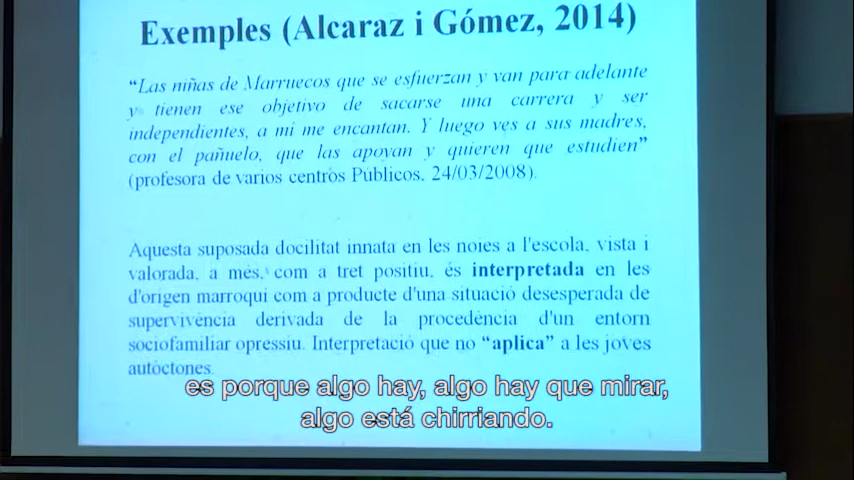 Exemples (Alcaraz i Gómez, 2014)
“Las niñas de Marruecos que se esfuerzan y van para adelante
y tienen ese objetivo de sacarse una carrera y ser
independientes, a mi me encantan. Y luego ves a sus madres,
con el pañuelo, que las apoyan y quieren que estudien”
(profesora de varios centros Públicos, 24/03/2008).
Aquesta suposada docilitat innata en les noies a l'escola, vista i
valorada, a més, com a tret positiu, és interpretada en les
d'origen marroquí com a producte d'una situació desesperada de
supervivència derivada de la procedència d'un entorn
sociofamiliar opressiu. Interpretació que no “aplica” a les joves
autòctones.
es porque algo hay, algo hay que mirar,
algo está chirriando.